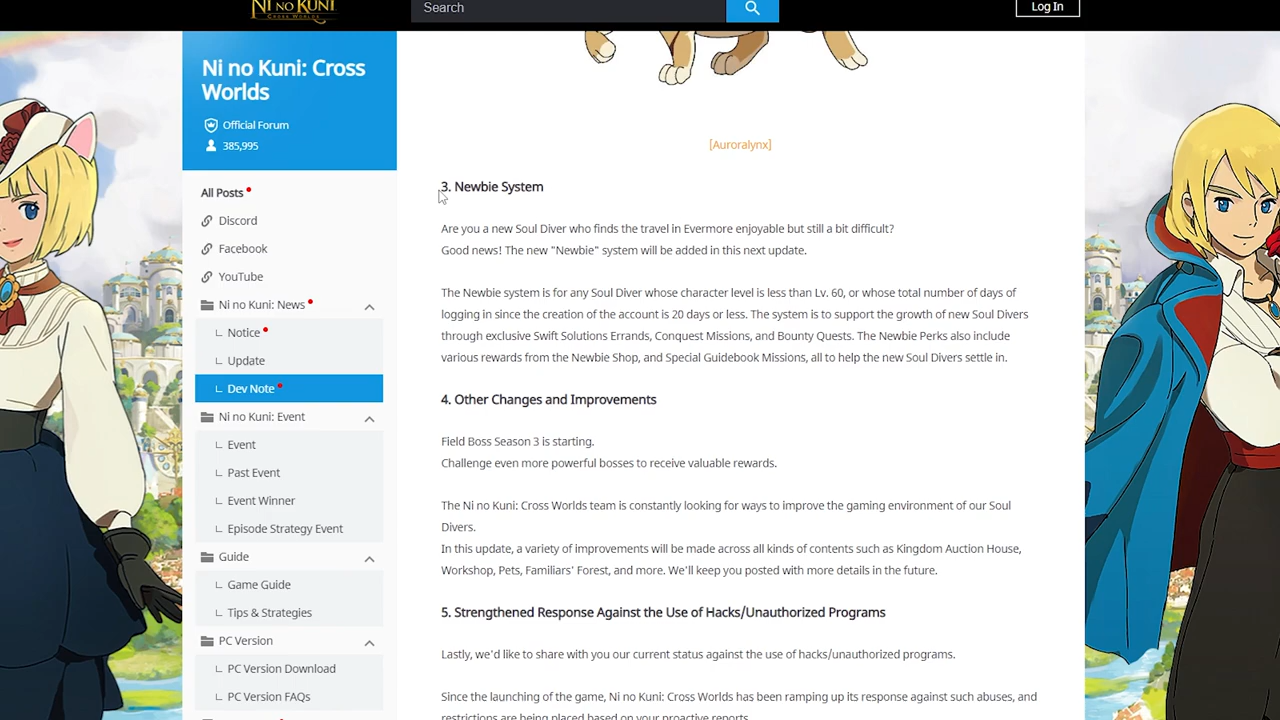 NI NO KUNI
CROSS WORLDS
Search
Log In
Ni no Kuni: Cross
Worlds
Official Forum
385,995
All Posts
Discord
Facebook
YouTube
Ni no Kuni: News
Notice
Update
Dev Note
Ni no Kuni: Event
Event
Past Event
Event Winner
Episode Strategy Event
Guide
Game Guide
Tips & Strategies
PC Version
PC Version Download
PC Version FAQs
[Auroralynx]
3. Newbie System
Are you a new Soul Diver who finds the travel in Evermore enjoyable but still a bit difficult?
Good news! The new "Newbie" system will be added in this next update.
The Newbie system is for any Soul Diver whose character level is less than Lv. 60, or whose total number of days of
logging in since the creation of the account is 20 days or less. The system is to support the growth of new Soul Divers
through exclusive Swift Solutions Errands, Conquest Missions, and Bounty Quests. The Newbie Perks also include
various rewards from the Newbie Shop, and Special Guidebook Missions, all to help the new Soul Divers settle in.
4. Other Changes and Improvements
Field Boss Season 3 is starting.
Challenge even more powerful bosses to receive valuable rewards.
The Ni no Kuni: Cross Worlds team is constantly looking for ways to improve the gaming environment of our Soul
Divers.
In this update, a variety of improvements will be made across all kinds of contents such as Kingdom Auction House,
Workshop, Pets, Familiars' Forest, and more. We'll keep you posted with more details in the future.
5. Strengthened Response Against the Use of Hacks/Unauthorized Programs
Lastly, we'd like to share with you our current status against the use of hacks/unauthorized programs.
Since the launching of the game, Ni no Kuni: Cross Worlds has been ramping up its response against such abuses, and
restrictions are being placed based on your proactive reports.